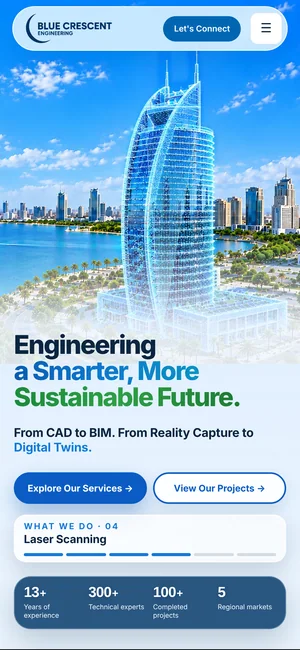 BLUE CRESCENT
ENGINEERING
Let's Connect
Engineering
a Smarter, More
Sustainable Future.
From CAD to BIM. From Reality Capture to
Digital Twins.
Explore Our Services →
View Our Projects →
WHAT WE DO · 04
Laser Scanning
13+
Years of
experience
300+
Technical experts
100+
Completed
projects
5
Regional markets